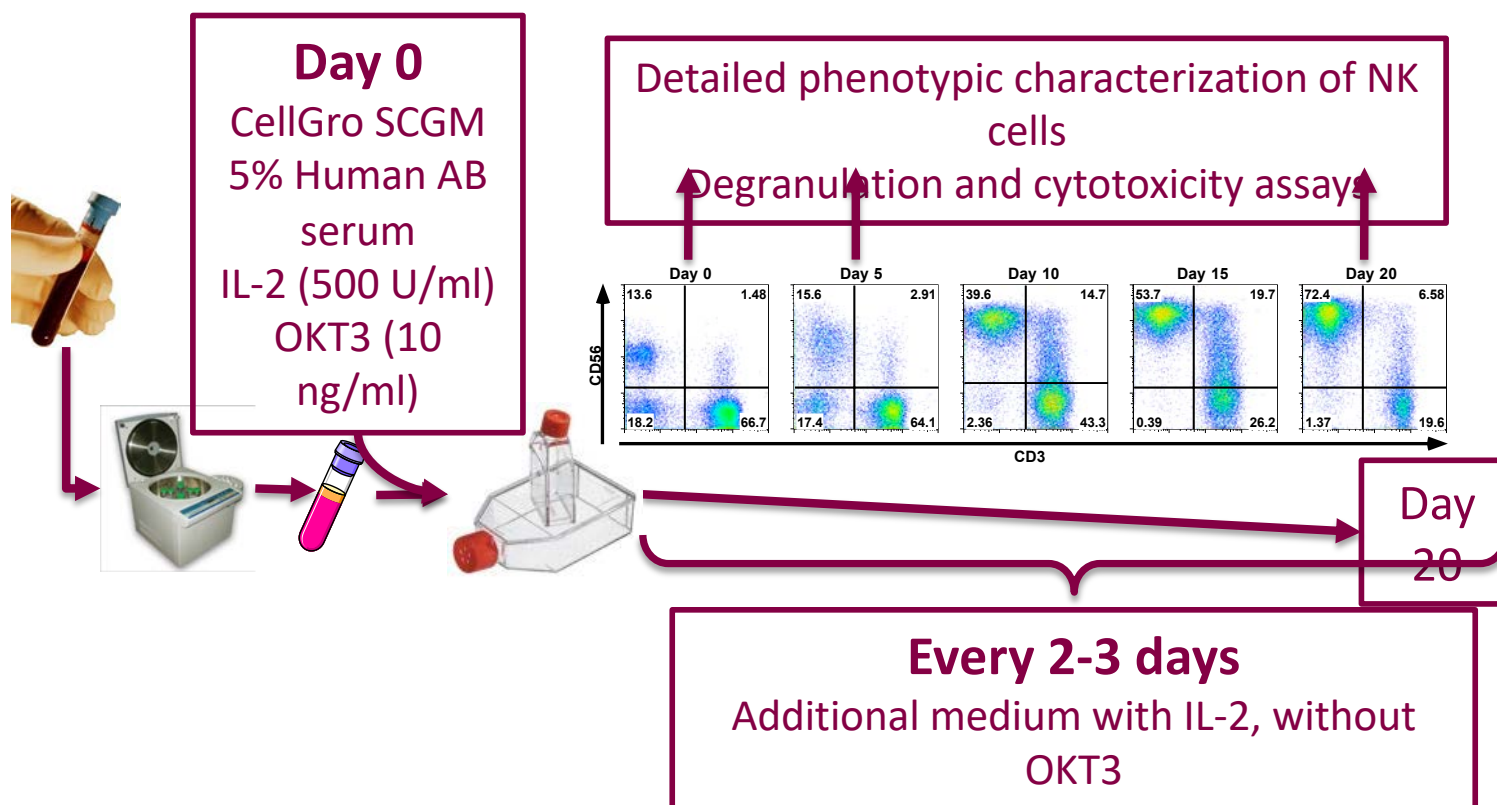 Day 0
CellGro SCGM
5% Human AB
serum
IL-2 (500 U/ml)
OKT3 (10
ng/ml)
Detailed phenotypic characterization of NK
cells
Degranulation and cytotoxicity assays
Day 0
Day 5
Day 10
Day 15
Day 20
13.6 1.48
15.6 2.91
39.6 14.7
53.7 19.7
72.4 6.58
CD56
18.2 66.7
17.4 64.1
2.36 43.3
0.39 26.2
1.37 19.6
CD3
Day
20
Every 2-3 days
Additional medium with IL-2, without
OKT3